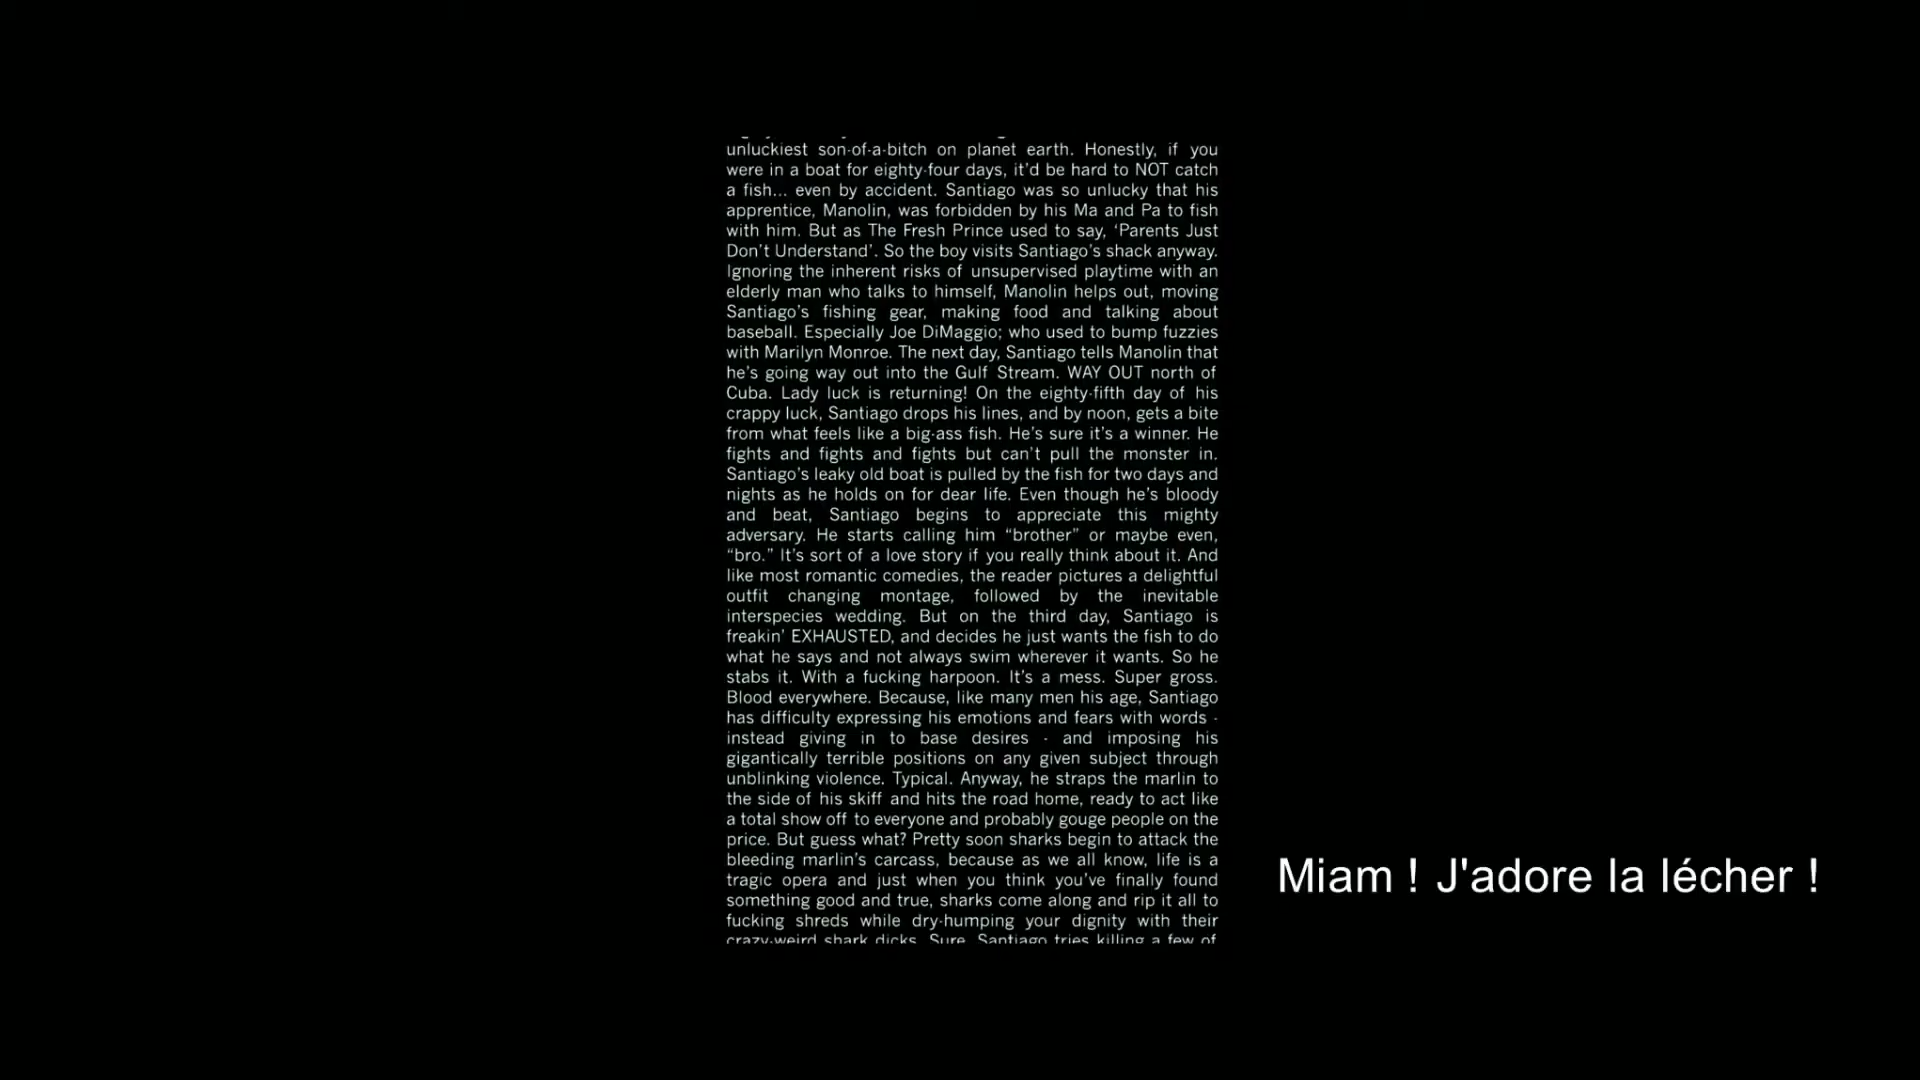 unluckiest son-of-a-bitch on planet earth. Honestly, if you
were in a boat for eighty-four days, it’d be hard to NOT catch
a fish... even by accident. Santiago was so unlucky that his
apprentice, Manolin, was forbidden by his Ma and Pa to fish
with him. But as The Fresh Prince used to say, ‘Parents Just
Don’t Understand’. So the boy visits Santiago’s shack anyway.
Ignoring the inherent risks of unsupervised playtime with an
elderly man who talks to himself, Manolin helps out, moving
Santiago’s fishing gear, making food and talking about
baseball. Especially Joe DiMaggio; who used to bump fuzzies
with Marilyn Monroe. The next day, Santiago tells Manolin that
he’s going way out into the Gulf Stream. WAY OUT north of
Cuba. Lady luck is returning! On the eighty-fifth day of his
crappy luck, Santiago drops his lines, and by noon, gets a bite
from what feels like a big-ass fish. He’s sure it’s a winner. He
fights and fights and fights but can’t pull the monster in.
Santiago’s leaky old boat is pulled by the fish for two days and
nights as he holds on for dear life. Even though he’s bloody
and beat, Santiago begins to appreciate this mighty
adversary. He starts calling him “brother” or maybe even,
“bro.” It’s sort of a love story if you really think about it. And
like most romantic comedies, the reader pictures a delightful
outfit changing montage, followed by the inevitable
interspecies wedding. But on the third day, Santiago is
freakin’ EXHAUSTED, and decides he just wants the fish to do
what he says and not always swim wherever it wants. So he
stabs it. With a fucking harpoon. It’s a mess. Super gross.
Blood everywhere. Because, like many men his age, Santiago
has difficulty expressing his emotions and fears with words -
instead giving in to base desires - and imposing his
gigantically terrible positions on any given subject through
unblinking violence. Typical. Anyway, he straps the marlin to
the side of his skiff and hits the road home, ready to act like
a total show off to everyone and probably gouge people on the
price. But guess what? Pretty soon sharks begin to attack the
bleeding marlin’s carcass, because as we all know, life is a
tragic opera and just when you think you’ve finally found
something good and true, sharks come along and rip it all to
fucking shreds while dry-humping your dignity with their
crazy-weird shark dicks. Sure, Santiago tries killing a few of
Miam ! J'adore la lécher !